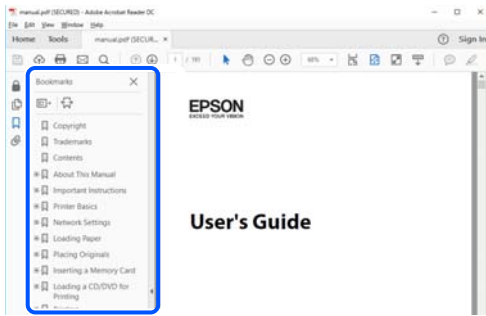 manual.pdf (SECURED) - Adobe Acrobat Reader DC
File Edit View Window Help
Home Tools manual.pdf (SECUR... × Sign In
Bookmarks
EPSON
EXCEED YOUR VISION
Copyright
Trademarks
Contents
About This Manual
Important Instructions
Printer Basics
Network Settings
User's Guide
Loading Paper
Placing Originals
Inserting a Memory Card
Loading a CD/DVD for
Printing